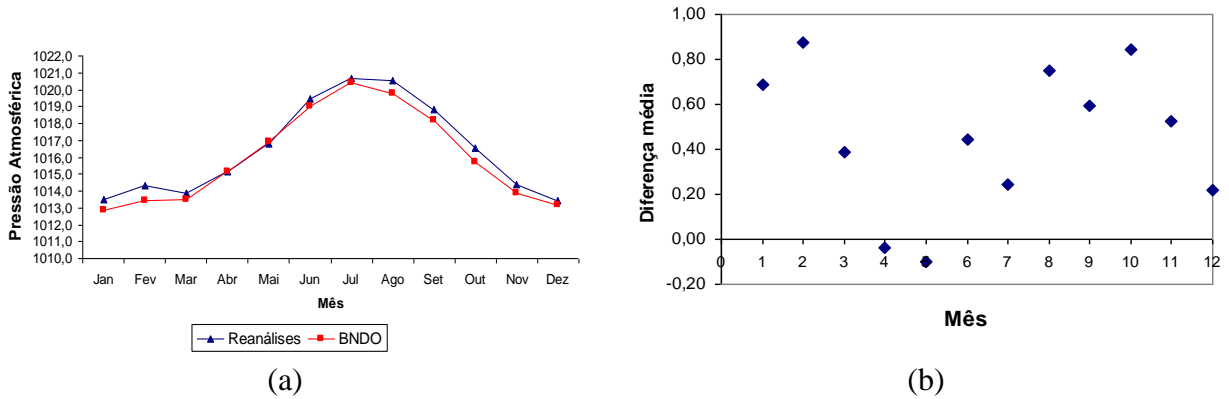 Pressão Atmosférica
1022,0
1021,0
1020,0
1019,0
1018,0
1017,0
1016,0
1015,0
1014,0
1013,0
1012,0
1011,0
1010,0
Jan Fev Mar Abr Mai Jun Jul Ago Set Out Nov Dez
Mês
Reanálises BNDO
(a)
Diferença média
1,00
0,80
0,60
0,40
0,20
0,00
-0,20
0 1 2 3 4 5 6 7 8 9 10 11 12
Mês
(b)